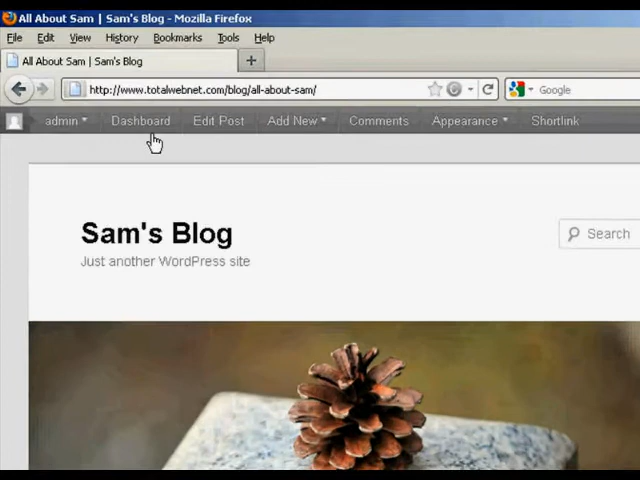 All About Sam | Sam's Blog - Mozilla Firefox
File Edit View History Bookmarks Tools Help
All About Sam | Sam's Blog
http://www.totalwebnet.com/blog/all-about-sam/ Google
admin Dashboard Edit Post Add New Comments Appearance Shortlink
Sam's Blog
Search
Just another WordPress site